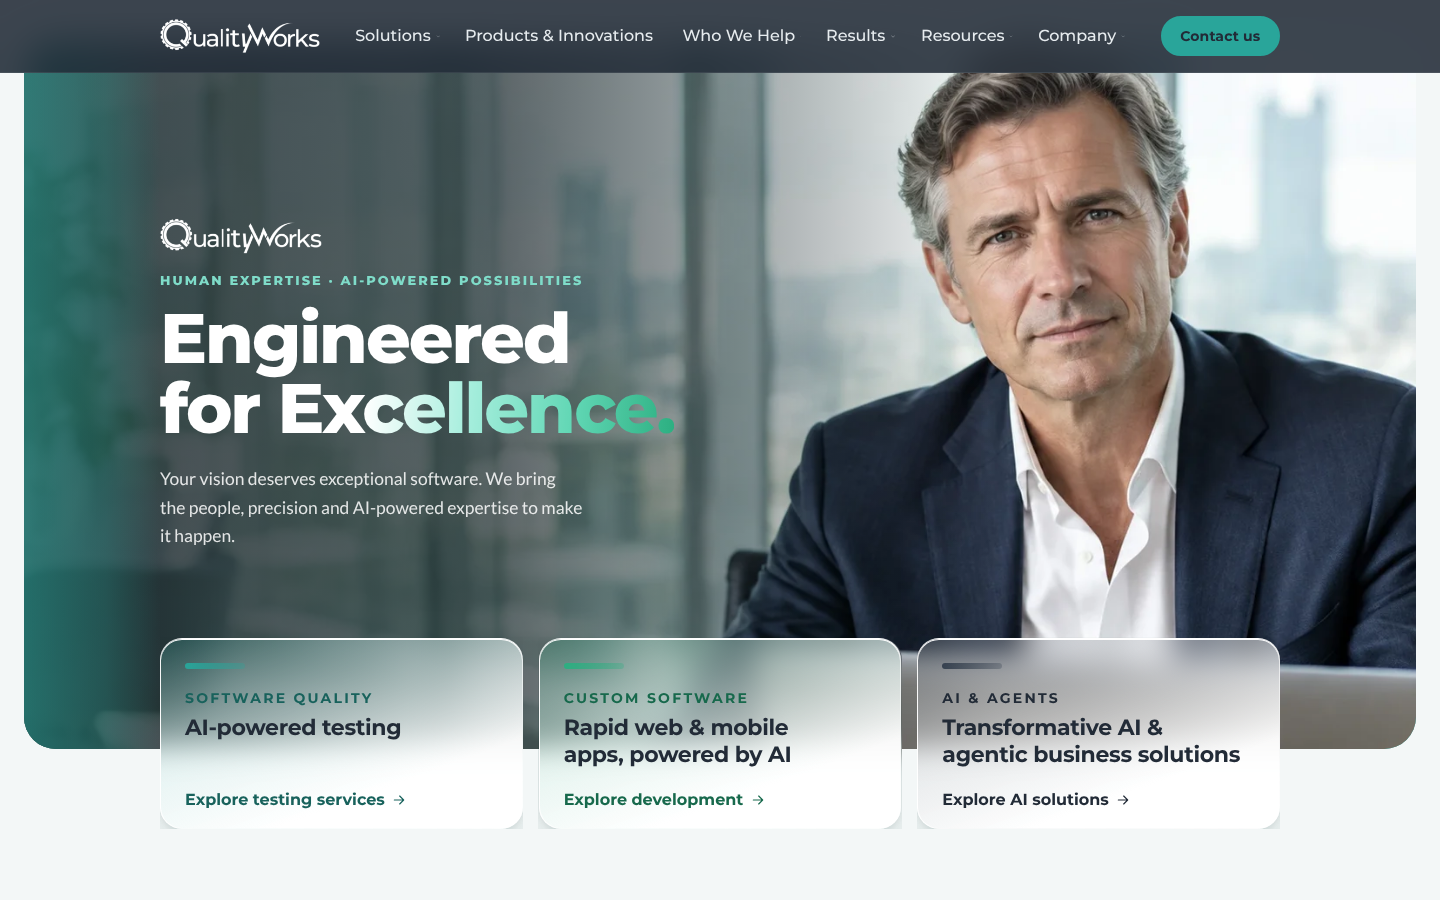 QualityWorks
Solutions
Products & Innovations
Who We Help
Results
Resources
Company
Contact us
QualityWorks
HUMAN EXPERTISE · AI-POWERED POSSIBILITIES
Engineered
for Excellence.
Your vision deserves exceptional software. We bring
the people, precision and AI-powered expertise to make
it happen.
SOFTWARE QUALITY
AI-powered testing
Explore testing services →
CUSTOM SOFTWARE
Rapid web & mobile
apps, powered by AI
Explore development →
AI & AGENTS
Transformative AI &
agentic business solutions
Explore AI solutions →